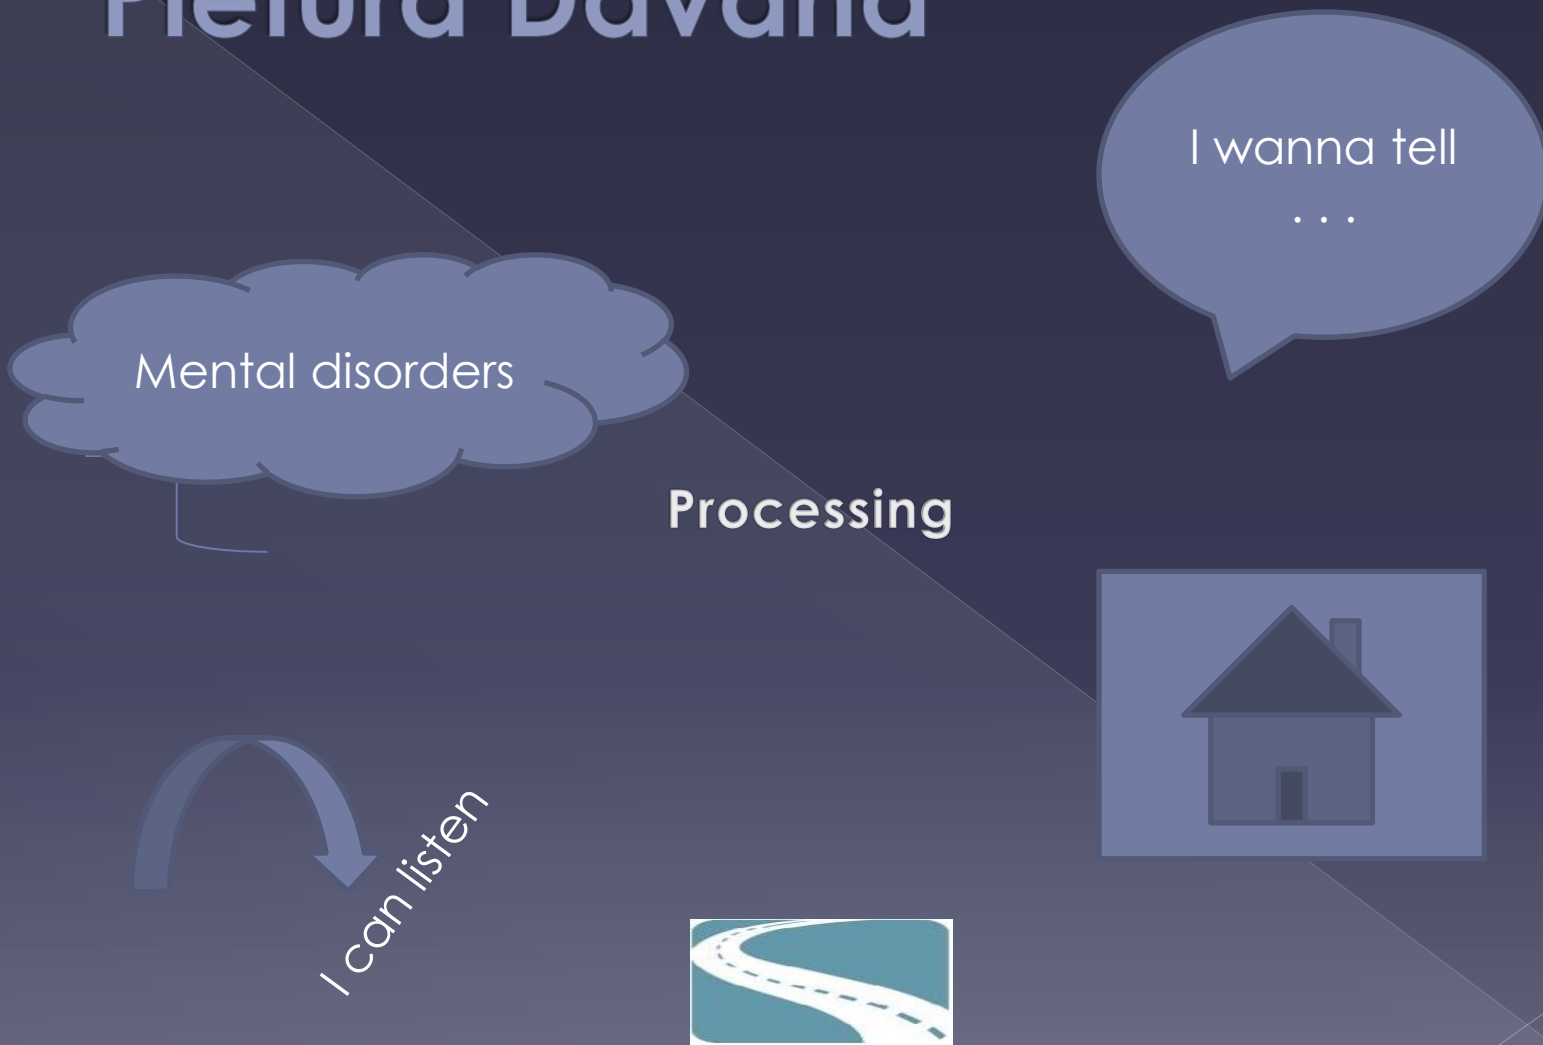 I wanna tell
. . .
Mental disorders
Processing
I can listen